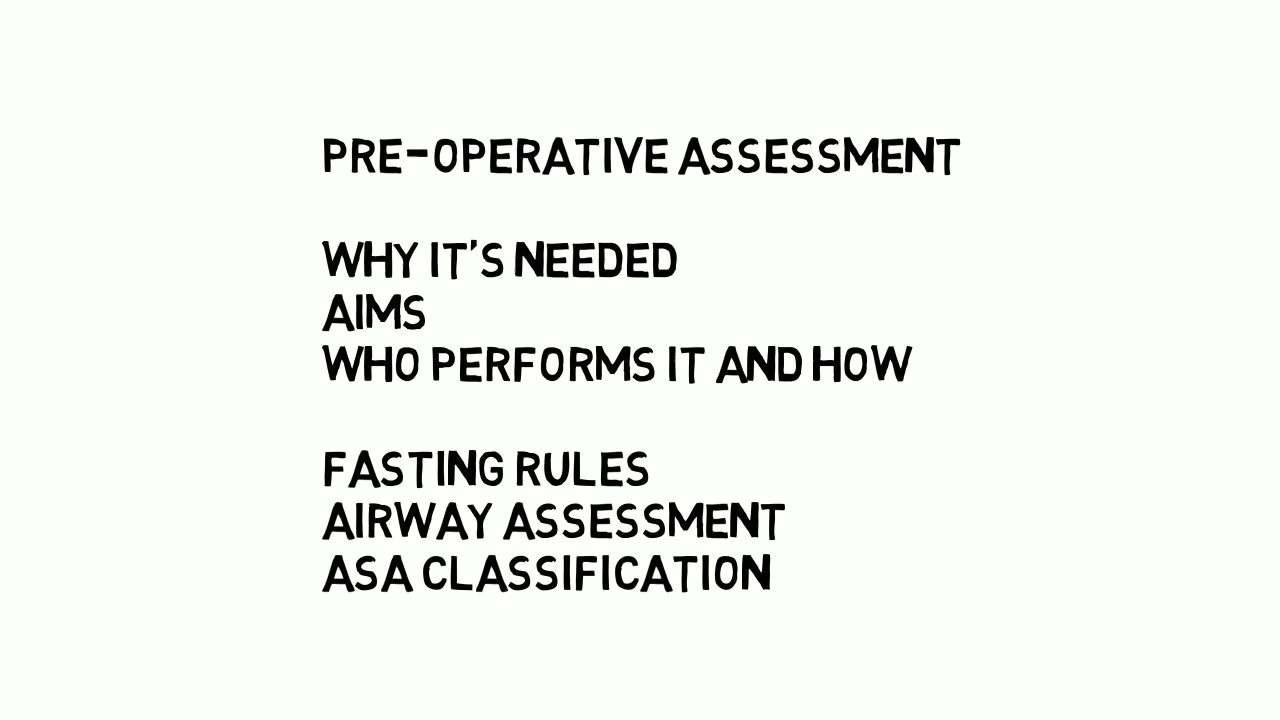 PRE-OPERATIVE ASSESSMENT
WHY IT'S NEEDED
AIMS
WHO PERFORMS IT AND HOW
FASTING RULES
AIRWAY ASSESSMENT
ASA CLASSIFICATION